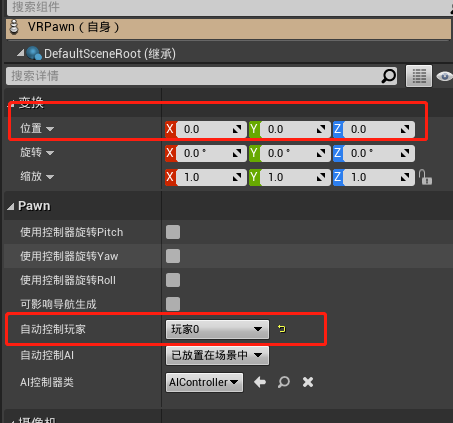 搜索组件
VRPawn（自身）
DefaultSceneRoot (继承)
搜索详情
变换
位置 X 0.0 Y 0.0 Z 0.0
旋转 X 0.0 ° Y 0.0 ° Z 0.0 °
缩放 X 1.0 Y 1.0 Z 1.0
Pawn
使用控制器旋转Pitch
使用控制器旋转Yaw
使用控制器旋转Roll
可影响导航生成
自动控制玩家 玩家0
自动控制AI 已放置在场景中
AI控制器类 AIController
摄像机